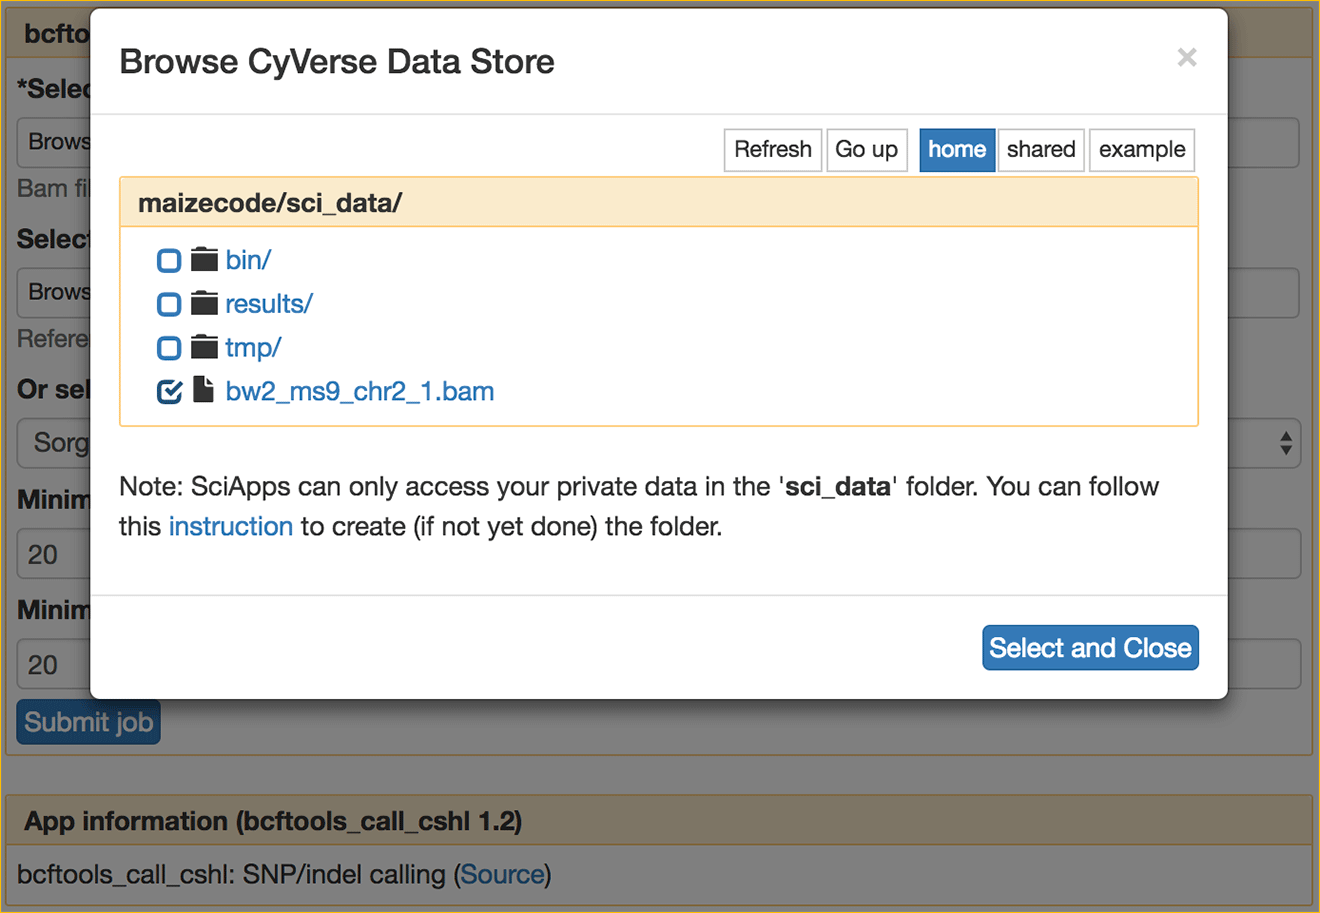 bcfto
Browse CyVerse Data Store
×
*Selec
Brows
Bam fil
Refresh Go up home shared example
maizecode/sci_data/
bin/
results/
tmp/
bw2_ms9_chr2_1.bam
Select
Brows
Refere
Or sel
Sorg
Note: SciApps can only access your private data in the 'sci_data' folder. You can follow
this instruction to create (if not yet done) the folder.
Minim
20
Minim
20
Select and Close
Submit job
App information (bcftools_call_cshl 1.2)
bcftools_call_cshl: SNP/indel calling (Source)